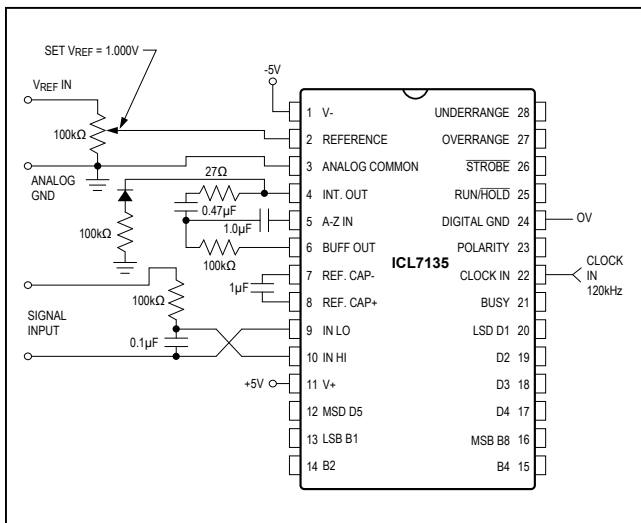 SET VREF = 1.000V
VREF IN
100kΩ
ANALOG
GND
27Ω
0.47µF
1.0µF
100kΩ
100kΩ
100kΩ
1µF
SIGNAL
INPUT
0.1µF
-5V
+5V
ICL7135
1 V-
2 REFERENCE
3 ANALOG COMMON
4 INT. OUT
5 A-Z IN
6 BUFF OUT
7 REF. CAP-
8 REF. CAP+
9 IN LO
10 IN HI
11 V+
12 MSD D5
13 LSB B1
14 B2
UNDERRANGE 28
OVERRANGE 27
STROBE 26
RUN/HOLD 25
DIGITAL GND 24
POLARITY 23
CLOCK IN 22
BUSY 21
LSD D1 20
D2 19
D3 18
D4 17
MSB B8 16
B4 15
0V
CLOCK
IN
120kHz